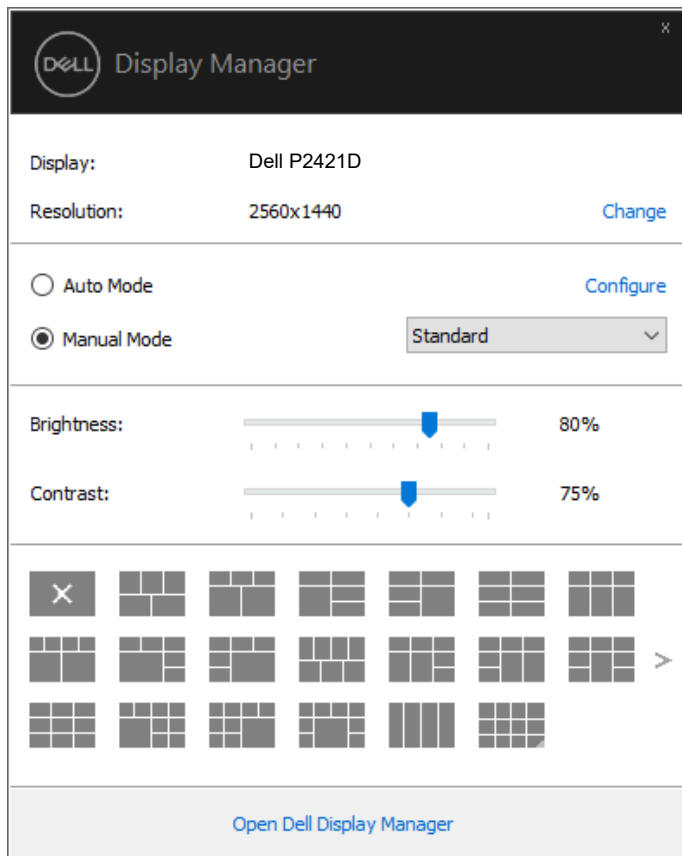 x
DELL Display Manager
Display: Dell P2421D
Resolution: 2560x1440 Change
Auto Mode Configure
Manual Mode Standard
Brightness: 80%
Contrast: 75%
Open Dell Display Manager